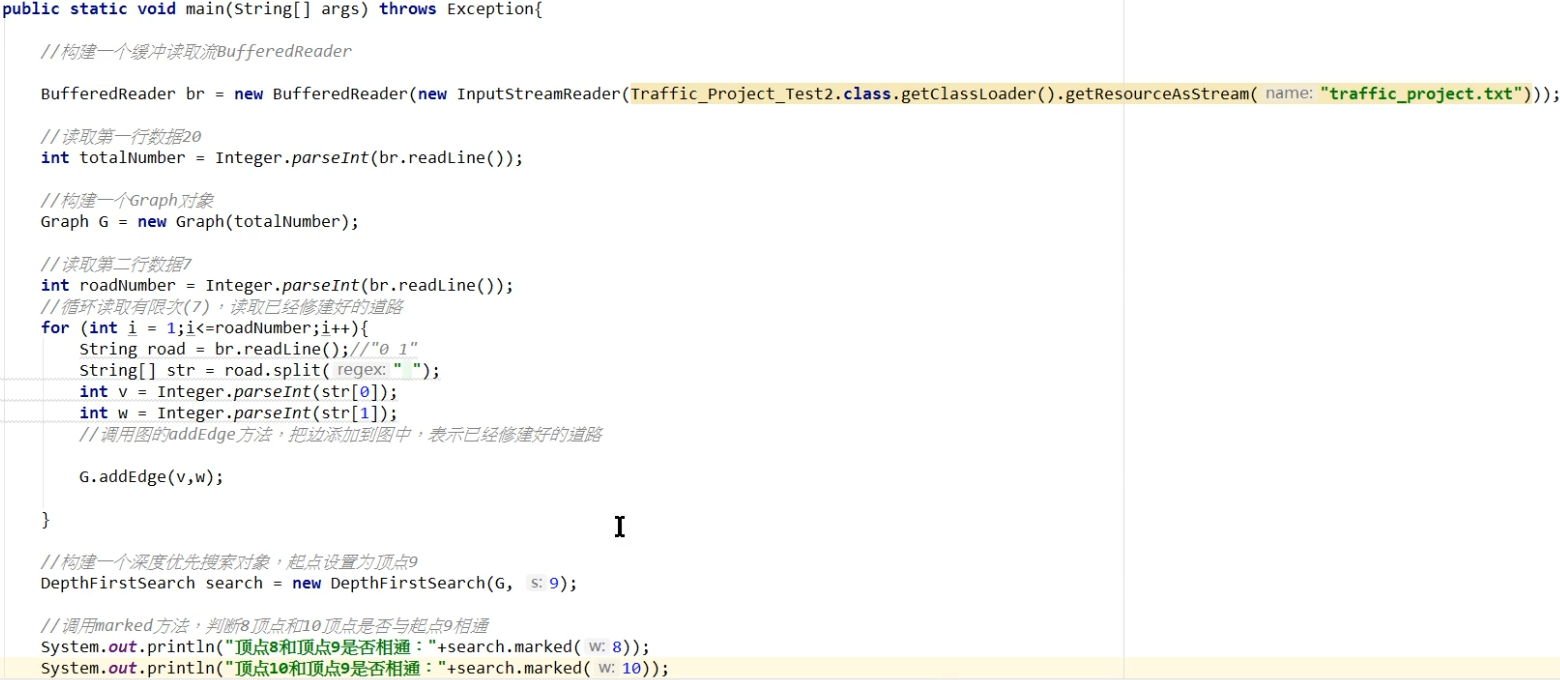 public static void main(String[] args) throws Exception{
//构建一个缓冲读取流BufferedReader
BufferedReader br = new BufferedReader(new InputStreamReader(Traffic_Project_Test2.class.getClassLoader().getResourceAsStream( name: "traffic_project.txt")));
//读取第一行数据20
int totalNumber = Integer.parseInt(br.readLine());
//构建一个Graph对象
Graph G = new Graph(totalNumber);
//读取第二行数据7
int roadNumber = Integer.parseInt(br.readLine());
//循环读取有限次(7)，读取已经修建好的道路
for (int i = 1;i<=roadNumber;i++){
String road = br.readLine();//"0 1"
String[] str = road.split( regex: " ");
int v = Integer.parseInt(str[0]);
int w = Integer.parseInt(str[1]);
//调用图的addEdge方法，把边添加到图中，表示已经修建好的道路
G.addEdge(v,w);
}
//构建一个深度优先搜索对象，起点设置为顶点9
DepthFirstSearch search = new DepthFirstSearch(G, s: 9);
//调用marked方法，判断8顶点和10顶点是否与起点9相通
System.out.println("顶点8和顶点9是否相通："+search.marked( w: 8));
System.out.println("顶点10和顶点9是否相通："+search.marked( w: 10));